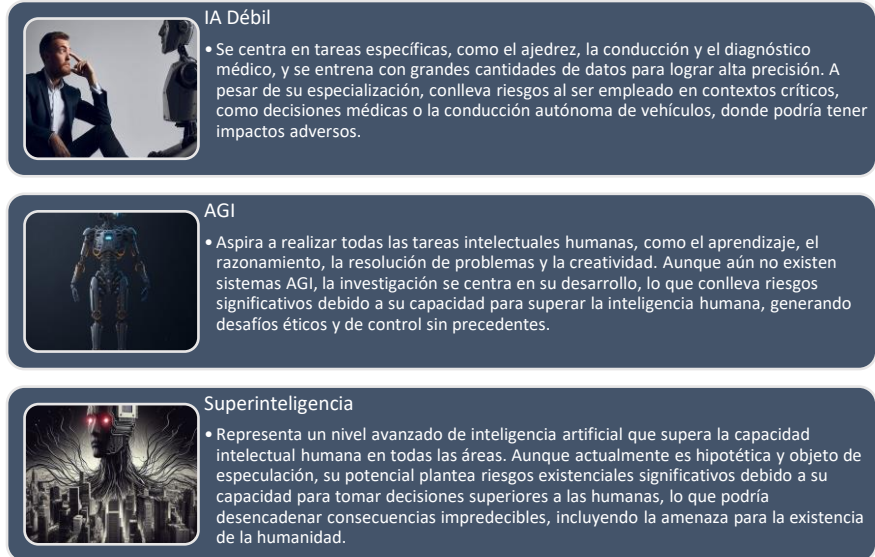 IA Débil
• Se centra en tareas específicas, como el ajedrez, la conducción y el diagnóstico
médico, y se entrena con grandes cantidades de datos para lograr alta precisión. A
pesar de su especialización, conlleva riesgos al ser empleado en contextos críticos,
como decisiones médicas o la conducción autónoma de vehículos, donde podría tener
impactos adversos.
AGI
• Aspira a realizar todas las tareas intelectuales humanas, como el aprendizaje, el
razonamiento, la resolución de problemas y la creatividad. Aunque aún no existen
sistemas AGI, la investigación se centra en su desarrollo, lo que conlleva riesgos
significativos debido a su capacidad para superar la inteligencia humana, generando
desafíos éticos y de control sin precedentes.
Superinteligencia
• Representa un nivel avanzado de inteligencia artificial que supera la capacidad
intelectual humana en todas las áreas. Aunque actualmente es hipotética y objeto de
especulación, su potencial plantea riesgos existenciales significativos debido a su
capacidad para tomar decisiones superiores a las humanas, lo que podría
desencadenar consecuencias impredecibles, incluyendo la amenaza para la existencia
de la humanidad.